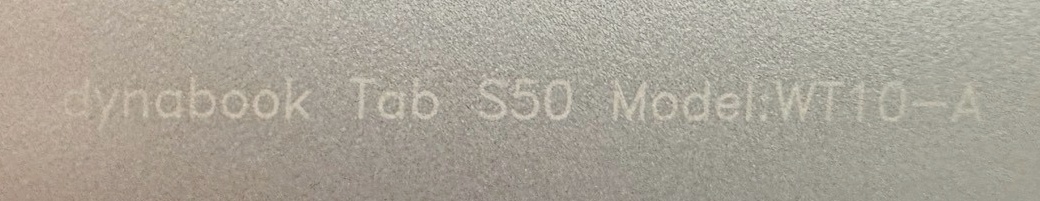 dynabook Tab S50 Model:WT10-A